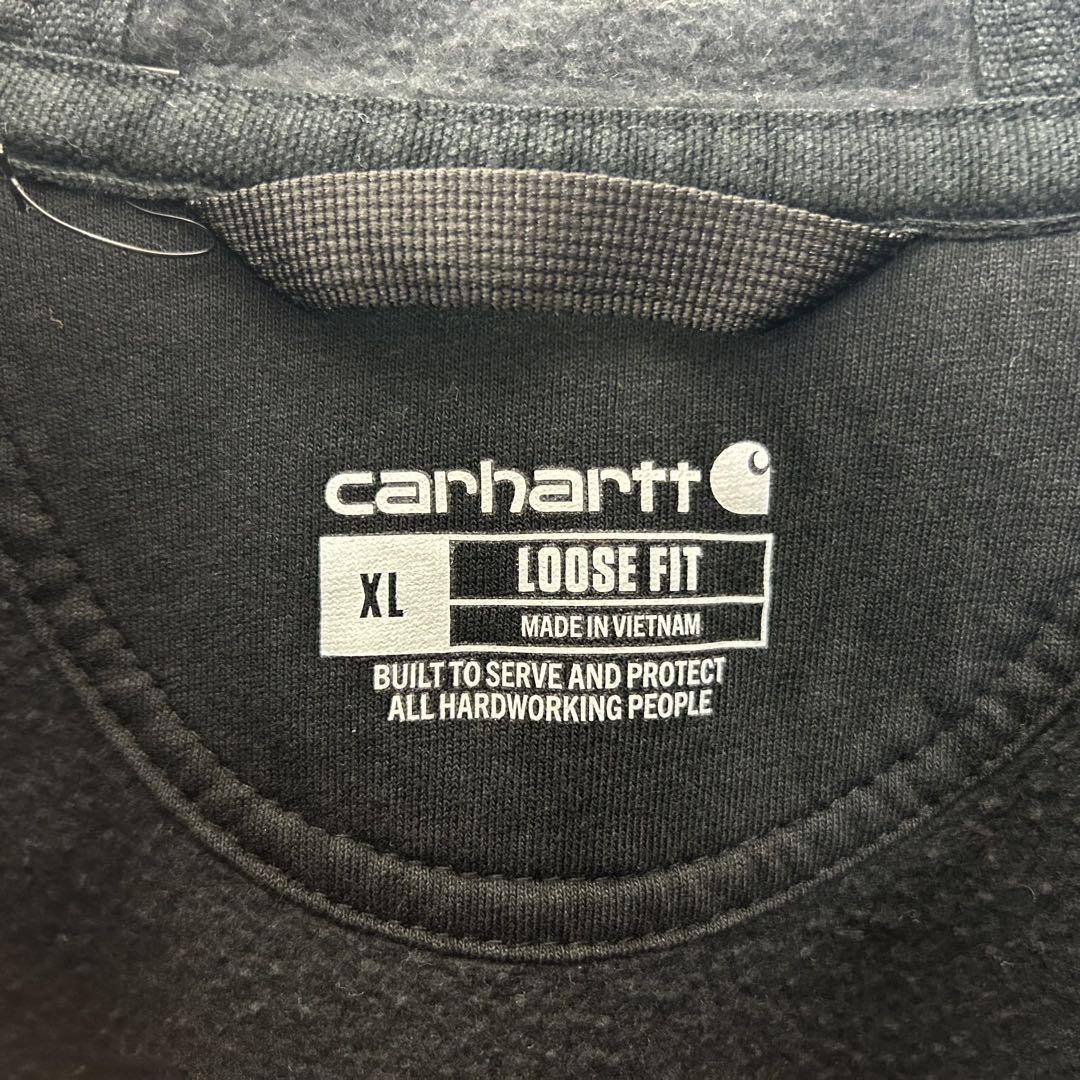 carhartt
XL
LOOSE FIT
MADE IN VIETNAM
BUILT TO SERVE AND PROTECT
ALL HARDWORKING PEOPLE